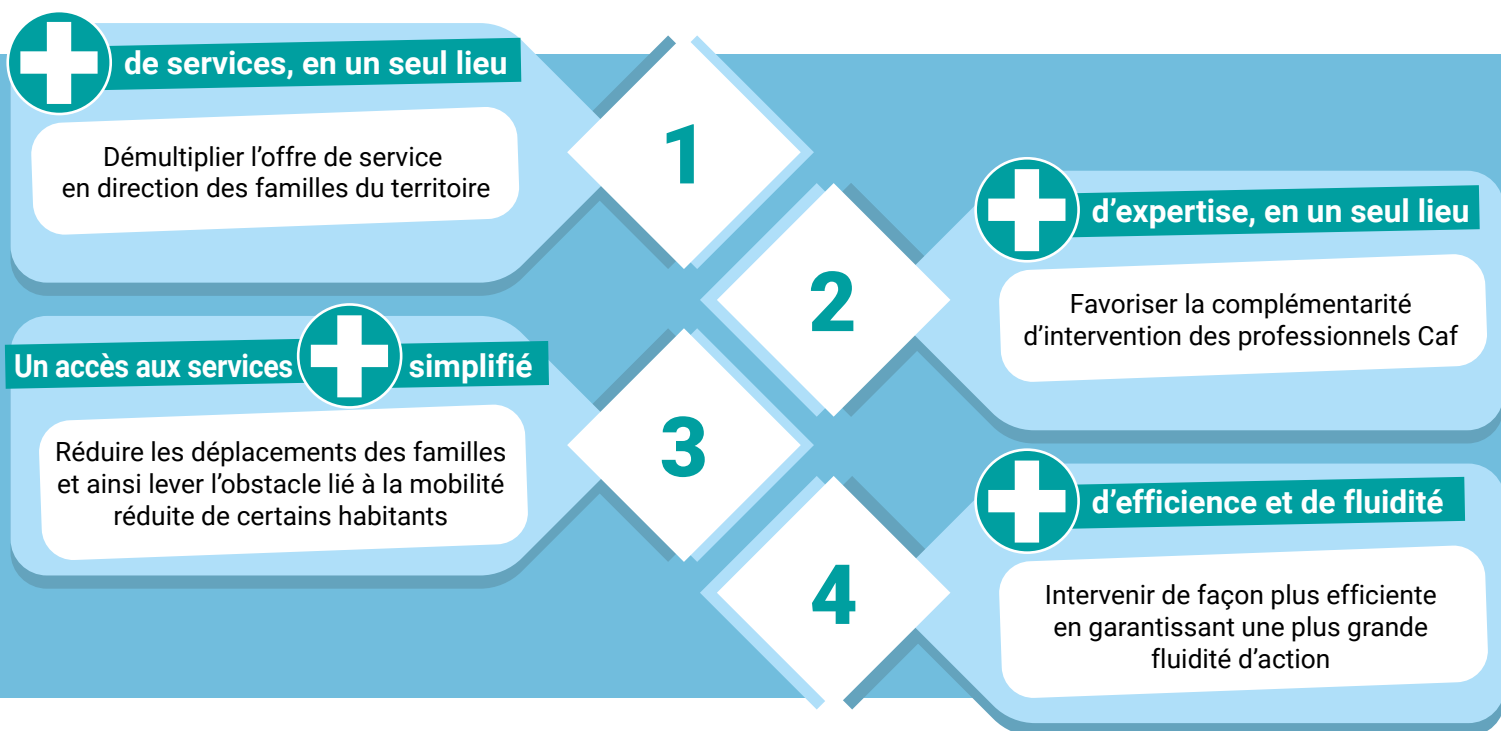 + de services, en un seul lieu
Démultiplier l’offre de service
en direction des familles du territoire
1
+ d’expertise, en un seul lieu
Favoriser la complémentarité
d’intervention des professionnels Caf
2
Un accès aux services + simplifié
Réduire les déplacements des familles
et ainsi lever l’obstacle lié à la mobilité
réduite de certains habitants
3
+ d’efficience et de fluidité
Intervenir de façon plus efficiente
en garantissant une plus grande
fluidité d’action
4